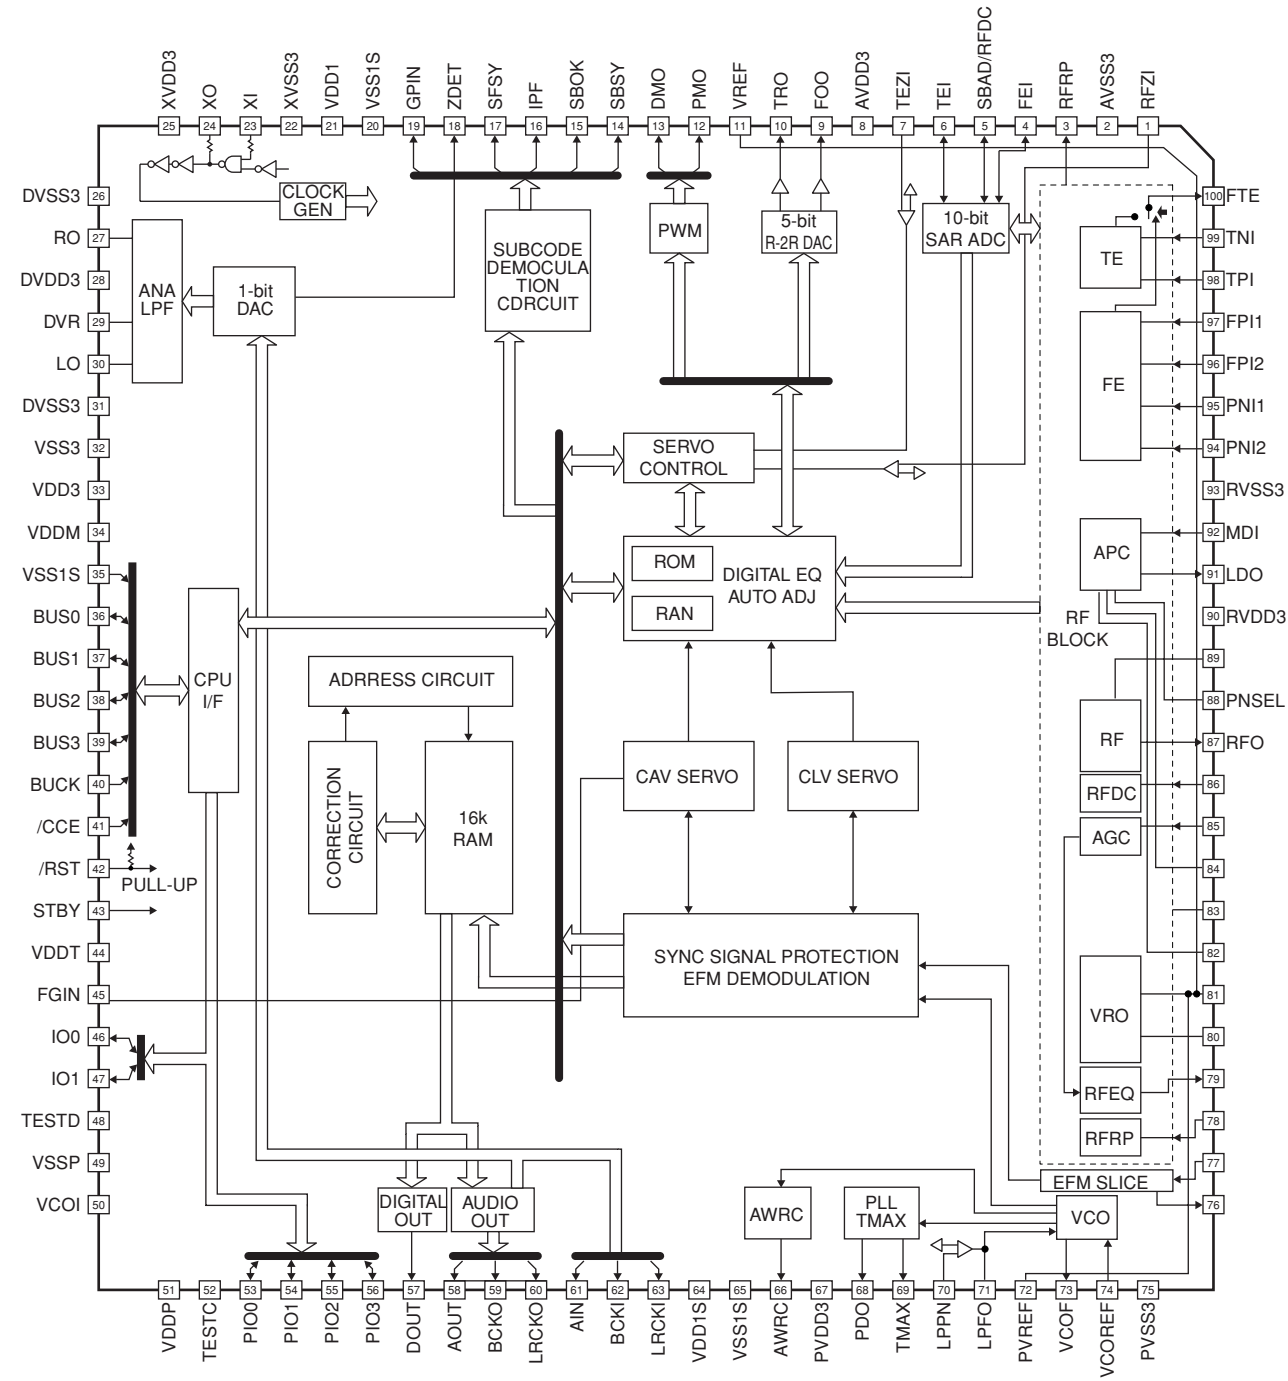 XVDD3
XO
XI
XVSS3
VDD1
VSS1S
GPIN
ZDET
SFSY
IPF
SBOK
SBSY
DMO
PMO
VREF
TRO
FOO
AVDD3
TEZI
TEI
SBAD/RFDC
FEI
RFRP
AVSS3
RFZI
25
24
23
22
21
20
19
18
17
16
15
14
13
12
11
10
9
8
7
6
5
4
3
2
1
DVSS3 26
RO 27
DVDD3 28
DVR 29
LO 30
DVSS3 31
VSS3 32
VDD3 33
VDDM 34
VSS1S 35
BUS0 36
BUS1 37
BUS2 38
BUS3 39
BUCK 40
/CCE 41
/RST 42
PULL-UP
STBY 43
VDDT 44
FGIN 45
IO0 46
IO1 47
TESTD 48
VSSP 49
VCOI 50
CLOCK
GEN
ANA
LPF
1-bit
DAC
SUBCODE
DEMOCULA
TION
CDRCUIT
PWM
5-bit
R-2R DAC
10-bit
SAR ADC
SERVO
CONTROL
ROM
RAN
DIGITAL EQ
AUTO ADJ
CPU
I/F
ADRRESS CIRCUIT
CORRECTION
CIRCUIT
16k
RAM
CAV SERVO
CLV SERVO
SYNC SIGNAL PROTECTION
EFM DEMODULATION
DIGITAL
OUT
AUDIO
OUT
AWRC
PLL
TMAX
VCO
EFM SLICE
TE
FE
APC
RF
BLOCK
RF
RFDC
AGC
VRO
RFEQ
RFRP
100 FTE
99 TNI
98 TPI
97 FPI1
96 FPI2
95 PNI1
94 PNI2
93 RVSS3
92 MDI
91 LDO
90 RVDD3
89
88 PNSEL
87 RFO
86
85
84
83
82
81
80
79
78
77
76
51
52
53
54
55
56
57
58
59
60
61
62
63
64
65
66
67
68
69
70
71
72
73
74
75
VDDP
TESTC
PIO0
PIO1
PIO2
PIO3
DOUT
AOUT
BCKO
LRCKO
AIN
BCKI
LRCKI
VDD1S
VSS1S
AWRC
PVDD3
PDO
TMAX
LPPN
LPFO
PVREF
VCOF
VCOREF
PVSS3